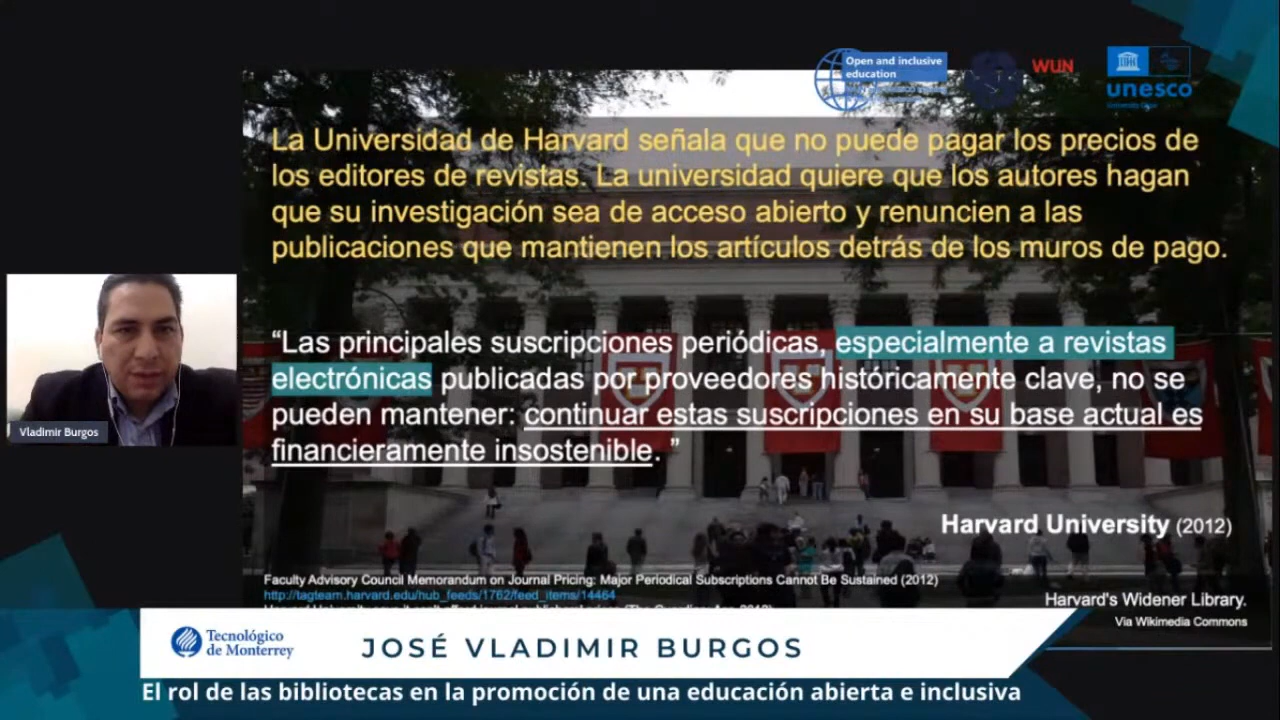 Open and inclusive
education
WUN
unesco
La Universidad de Harvard señala que no puede pagar los precios de
los editores de revistas. La universidad quiere que los autores hagan
que su investigación sea de acceso abierto y renuncien a las
publicaciones que mantienen los artículos detrás de los muros de pago.
“Las principales suscripciones periódicas, especialmente a revistas
electrónicas publicadas por proveedores históricamente clave, no se
pueden mantener: continuar estas suscripciones en su base actual es
financieramente insostenible. ”
Harvard University (2012)
Vladimir Burgos
Faculty Advisory Council Memorandum on Journal Pricing: Major Periodical Subscriptions Cannot Be Sustained (2012)
http://tagteam.harvard.edu/hub_feeds/1762/feed_items/14464
Harvard's Widener Library.
Via Wikimedia Commons
Tecnológico
de Monterrey
JOSÉ VLADIMIR BURGOS
El rol de las bibliotecas en la promoción de una educación abierta e inclusiva